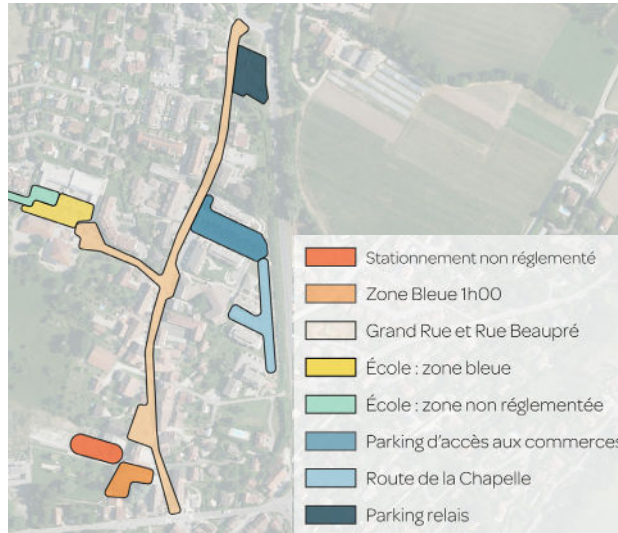 Stationnement non réglementé
Zone Bleue 1h00
Grand Rue et Rue Beaupré
École : zone bleue
École : zone non réglementée
Parking d'accès aux commerces
Route de la Chapelle
Parking relais